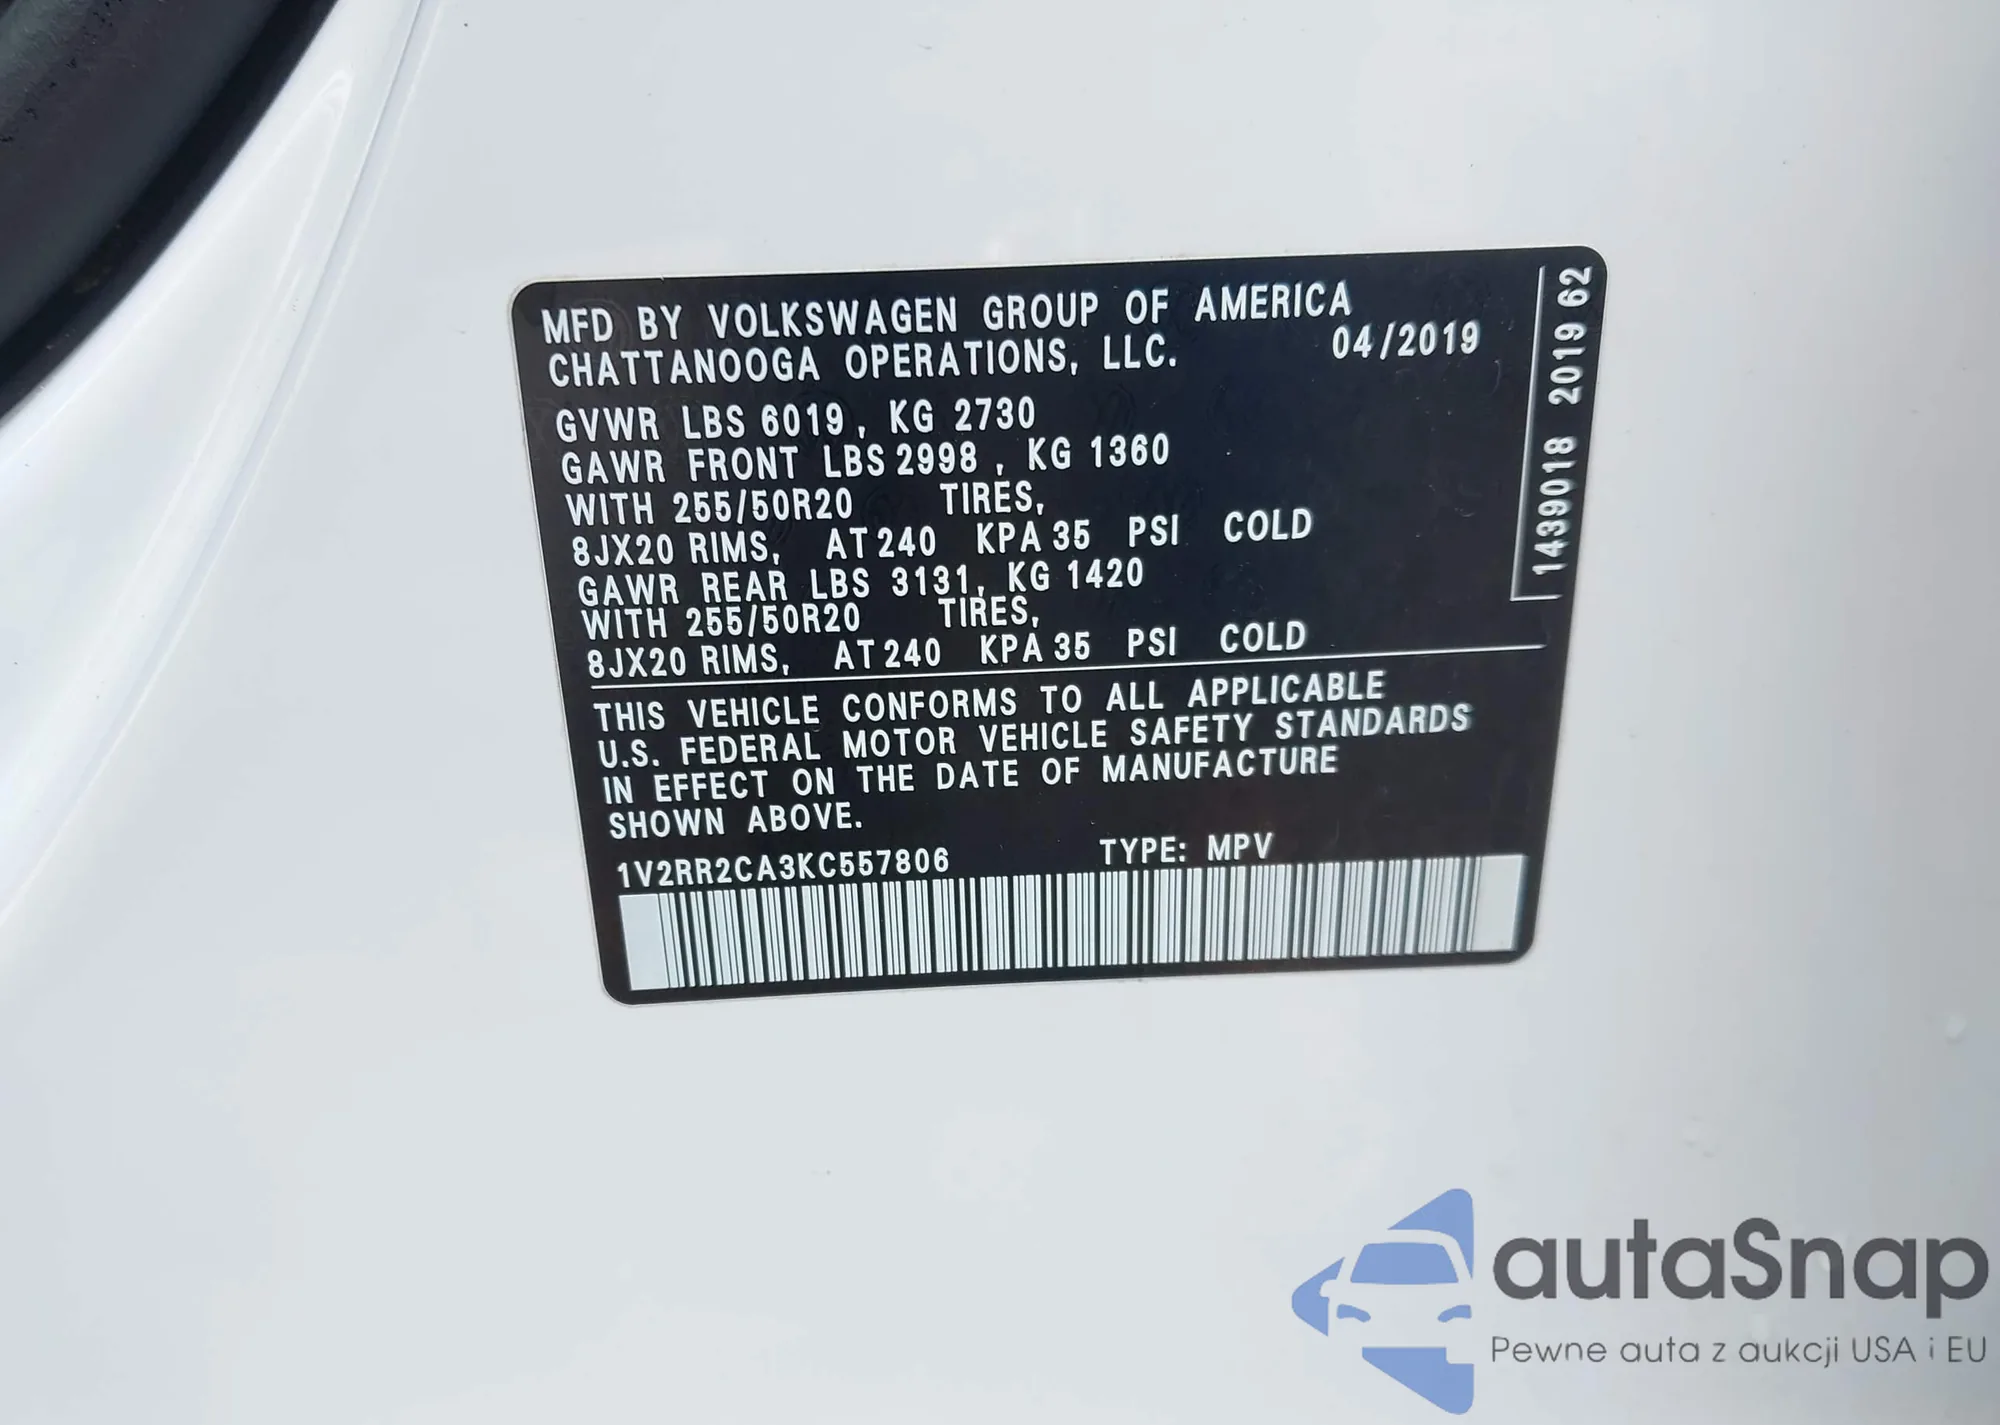 MFD BY VOLKSWAGEN GROUP OF AMERICA
CHATTANOOGA OPERATIONS, LLC. 04/2019
GVWR LBS 6019, KG 2730
GAWR FRONT LBS 2998 , KG 1360
WITH 255/50R20 TIRES,
8JX20 RIMS, AT 240 KPA 35 PSI COLD
GAWR REAR LBS 3131, KG 1420
WITH 255/50R20 TIRES,
8JX20 RIMS, AT 240 KPA 35 PSI COLD
THIS VEHICLE CONFORMS TO ALL APPLICABLE
U.S. FEDERAL MOTOR VEHICLE SAFETY STANDARDS
IN EFFECT ON THE DATE OF MANUFACTURE
SHOWN ABOVE.
1V2RR2CA3KC557806 TYPE: MPV
1439018 2019 62
autaSnap
Pewne auta z aukcji USA i EU